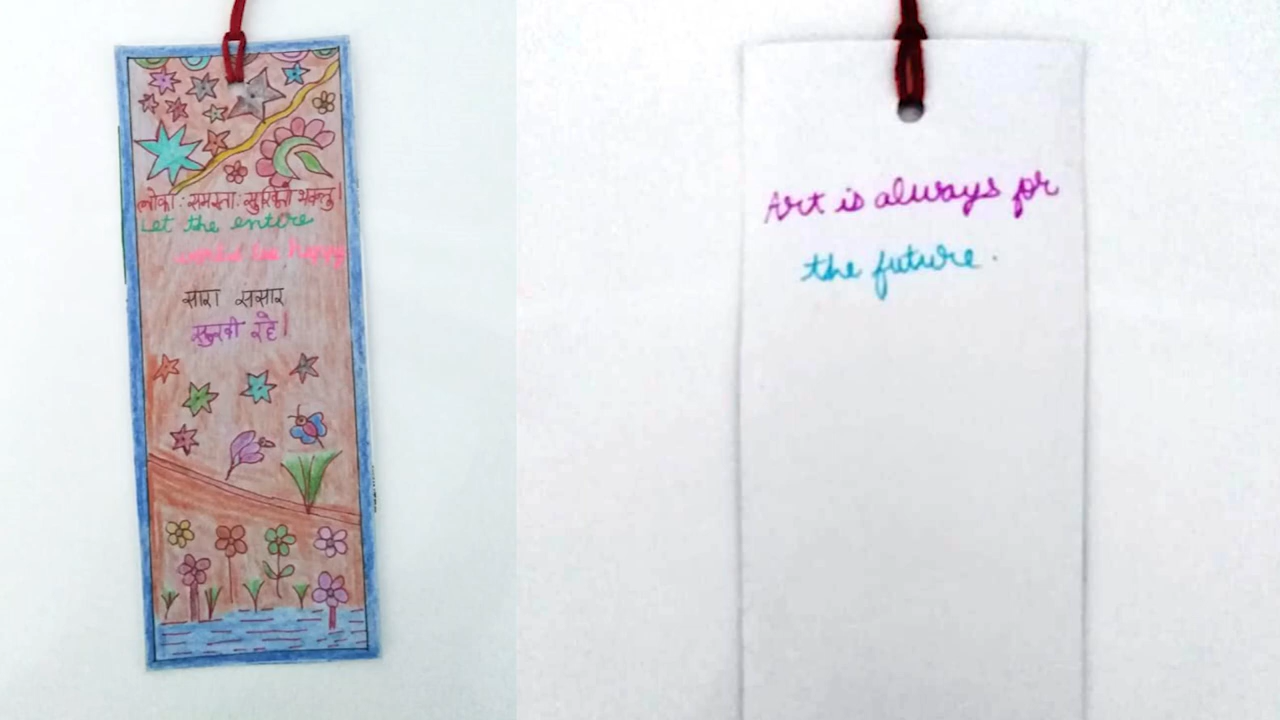 लोका: समस्ता: सुखिनो भवन्तु।
Let the entire
world be happy
सारा संसार
सुखी रहे।
Art is always for
the future.